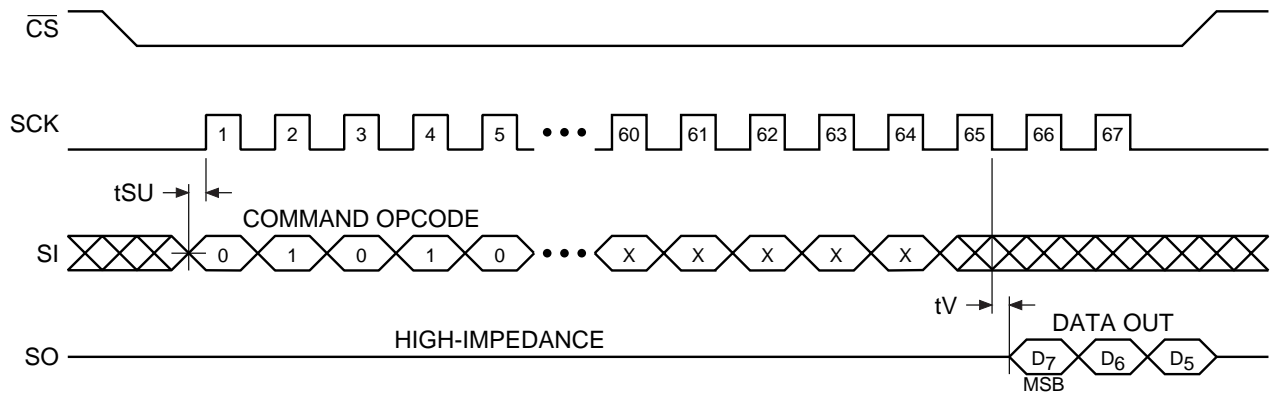 CS
SCK
1 2 3 4 5 ••• 60 61 62 63 64 65 66 67
tSU
COMMAND OPCODE
SI
0 1 0 1 0 ••• X X X X X
tV
DATA OUT
HIGH-IMPEDANCE
SO
D7 D6 D5
MSB